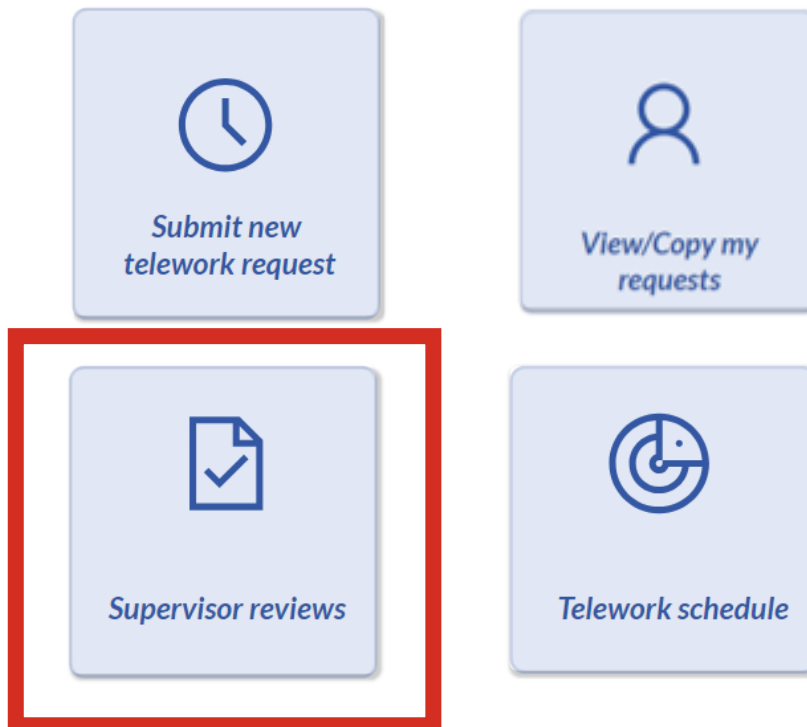 Submit new
telework request
View/Copy my
requests
Supervisor reviews
Telework schedule